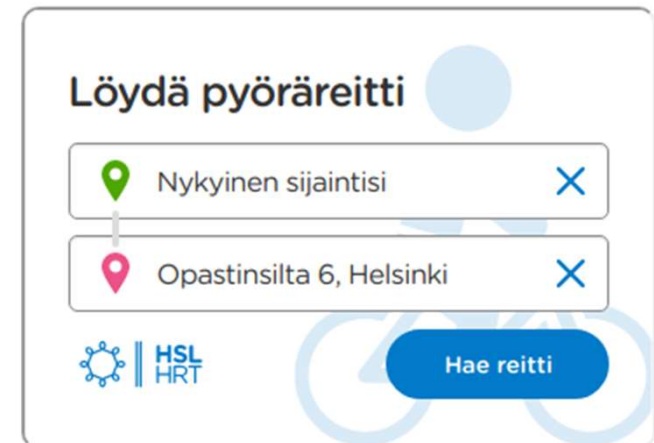 Löydä pyöräreitti
Nykyinen sijaintisi
Opastinsilta 6, Helsinki
HSL
HRT
Hae reitti